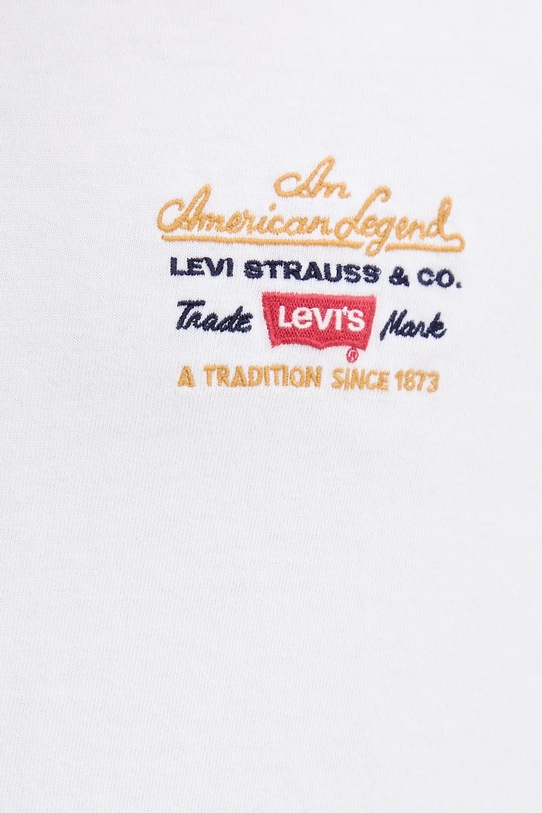 An
American Legend
LEVI STRAUSS & CO.
Trade LEVI'S Mark
®
A TRADITION SINCE 1873